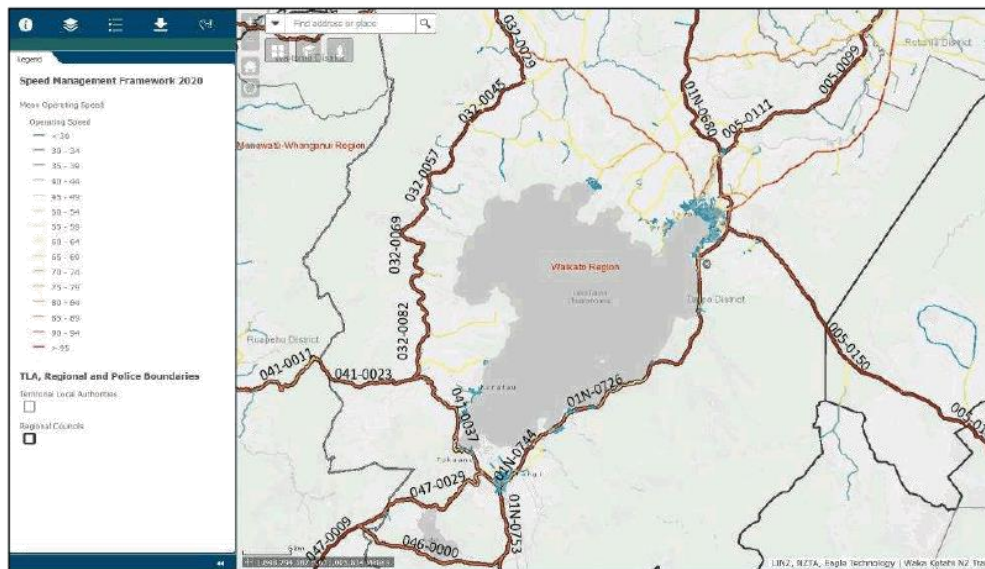 Find address or place
Legend
Speed Management Framework 2020
Mean Operating Speed
Operating Speed
30 - 34
35 - 39
40 - 44
45 - 49
50 - 54
55 - 59
60 - 64
65 - 69
70 - 74
75 - 79
80 - 84
85 - 89
90 - 94
> 95
TLA, Regional and Police Boundaries
Territorial Local Authorities
Regional Councils
Manawatū-Whanganui Region
Ruapehu District
Waikato Region
Taupo District
Rotorua District
Kuratau
032-0029
032-0045
032-0057
032-0069
032-0082
041-0011
041-0023
041-0037
047-0029
047-0009
046-0000
01N-0753
01N-0744
01N-0726
01N-0680
005-0111
005-0099
005-0150
LINZ, NZTA, Eagle Technology | Waka Kotahi NZ Tra